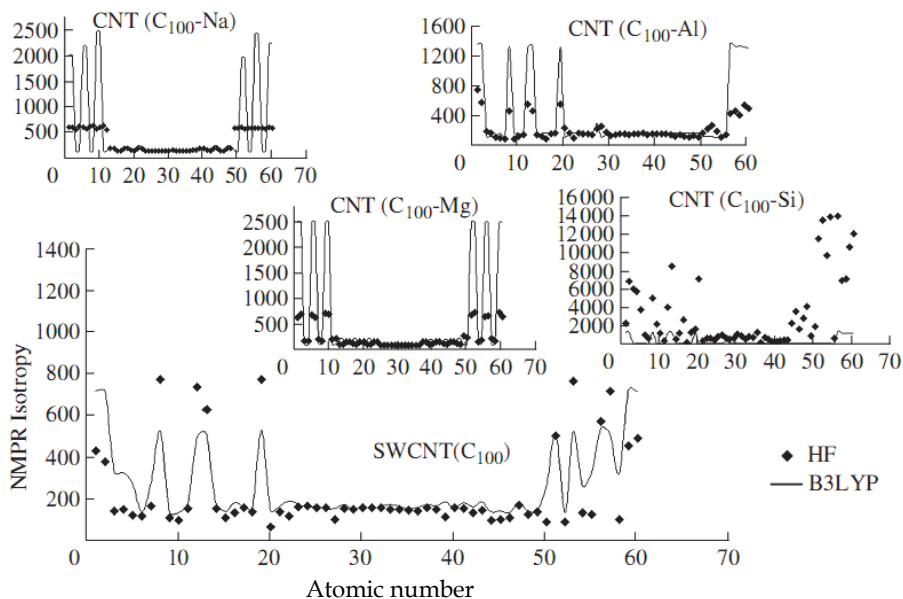 CNT (C100-Na)
2500
2000
1500
1000
500
0 10 20 30 40 50 60 70
CNT (C100-Al)
1600
1200
800
400
0 10 20 30 40 50 60
CNT (C100-Mg)
2500
2000
1500
1000
500
0 10 20 30 40 50 60 70
CNT (C100-Si)
16 000
14 000
12 000
10 000
8000
6000
4000
2000
0 10 20 30 40 50 60 70
NMPR Isotropy
1400
1200
1000
800
600
400
200
0 10 20 30 40 50 60 70
SWCNT(C100)
HF
B3LYP
Atomic number